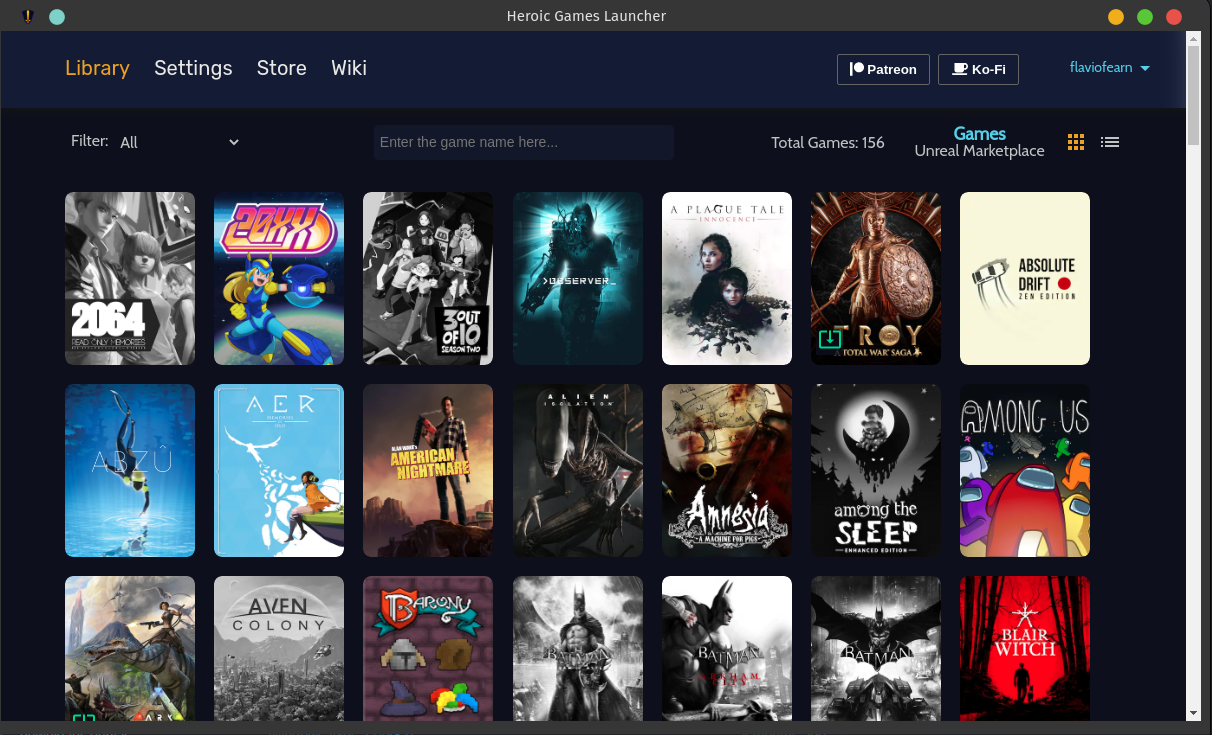 Heroic Games Launcher
Library Settings Store Wiki
Patreon Ko-Fi flaviofearn
Filter: All
Enter the game name here...
Total Games: 156
Games
Unreal Marketplace
2064
READ ONLY MEMORIES
20XX
3 OUT
OF 10
SEASON TWO
>OBSERVER_
A PLAGUE TALE
INNOCENCE
TROY
A TOTAL WAR SAGA
ABSOLUTE
DRIFT
ZEN EDITION
ABZÛ
AER
MEMORIES
OF
OLD
ALAN WAKE'S
AMERICAN
NIGHTMARE
ALIEN
ISOLATION
Amnesia
A MACHINE FOR PIGS
among the
SLEEP
ENHANCED EDITION
AMONG US
ARK
AVEN
COLONY
BARONY
BATMAN
BATMAN
ARKHAM
CITY
BATMAN
BLAIR
WITCH